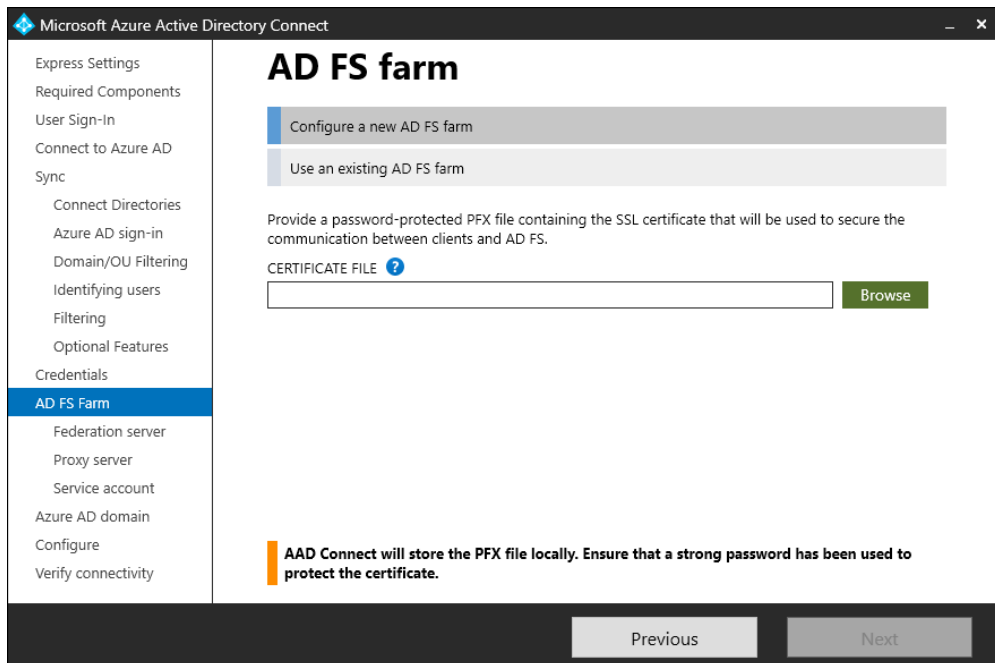 Microsoft Azure Active Directory Connect
Express Settings
Required Components
User Sign-In
Connect to Azure AD
Sync
Connect Directories
Azure AD sign-in
Domain/OU Filtering
Identifying users
Filtering
Optional Features
Credentials
AD FS Farm
Federation server
Proxy server
Service account
Azure AD domain
Configure
Verify connectivity
AD FS farm
Configure a new AD FS farm
Use an existing AD FS farm
Provide a password-protected PFX file containing the SSL certificate that will be used to secure the
communication between clients and AD FS.
CERTIFICATE FILE ?
Browse
AAD Connect will store the PFX file locally. Ensure that a strong password has been used to
protect the certificate.
Previous
Next